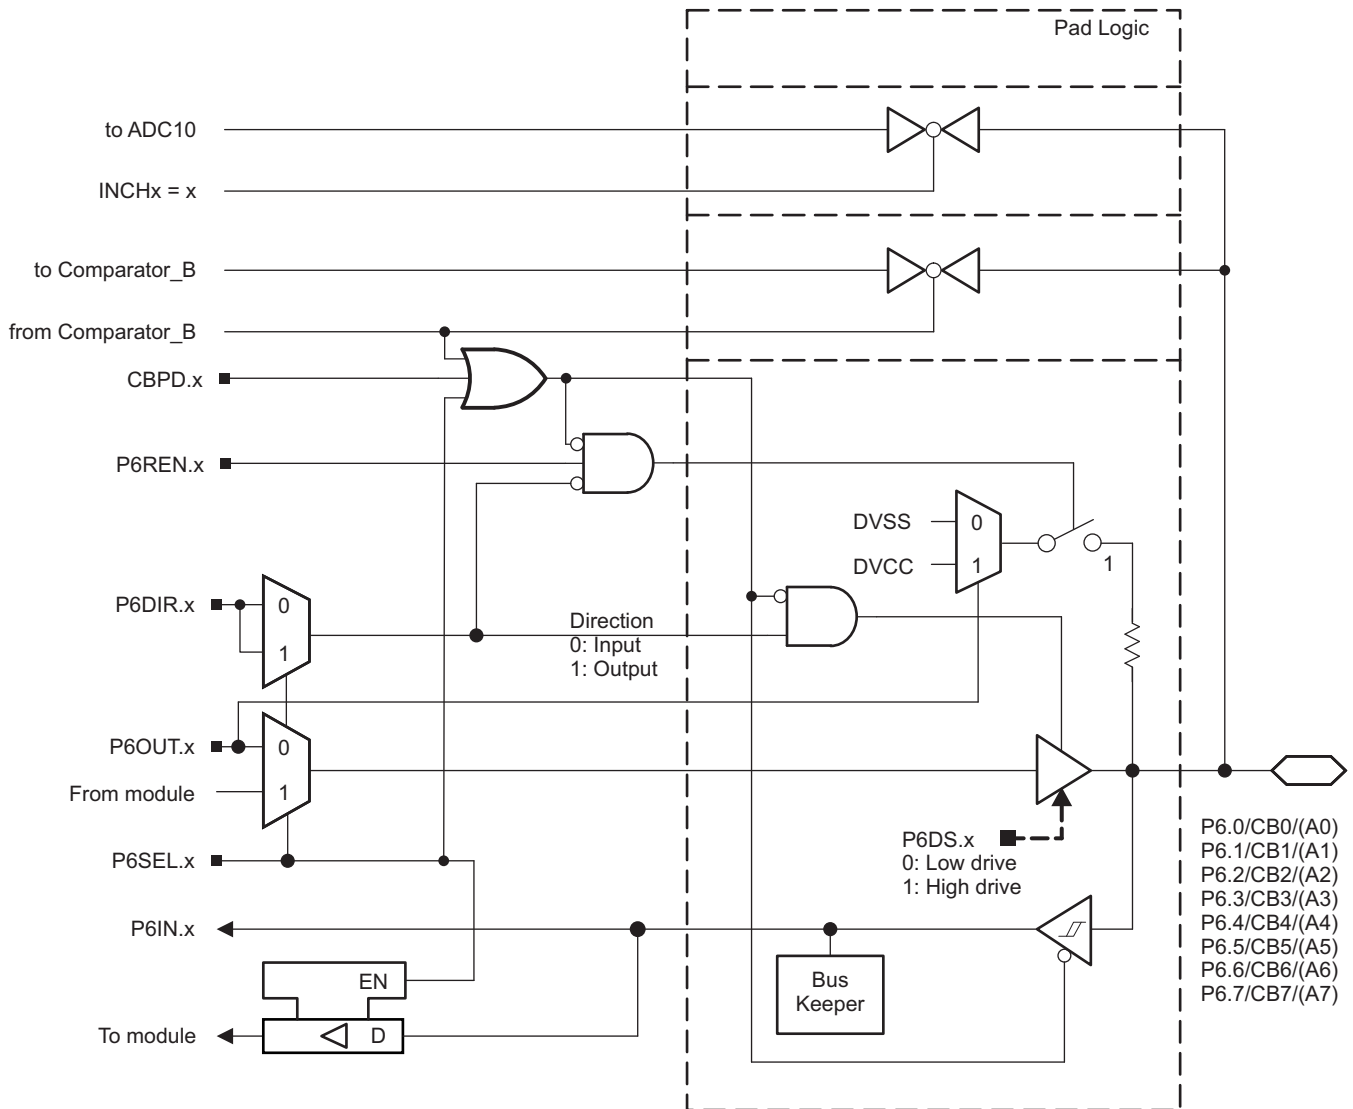 Pad Logic
to ADC10
INCHx = x
to Comparator_B
from Comparator_B
CBPD.x
P6REN.x
DVSS
0
DVCC
1
1
P6DIR.x
0
1
Direction
0: Input
1: Output
P6OUT.x
0
From module
1
P6SEL.x
P6DS.x
0: Low drive
1: High drive
P6.0/CB0/(A0)
P6.1/CB1/(A1)
P6.2/CB2/(A2)
P6.3/CB3/(A3)
P6.4/CB4/(A4)
P6.5/CB5/(A5)
P6.6/CB6/(A6)
P6.7/CB7/(A7)
P6IN.x
Bus
Keeper
EN
To module
D